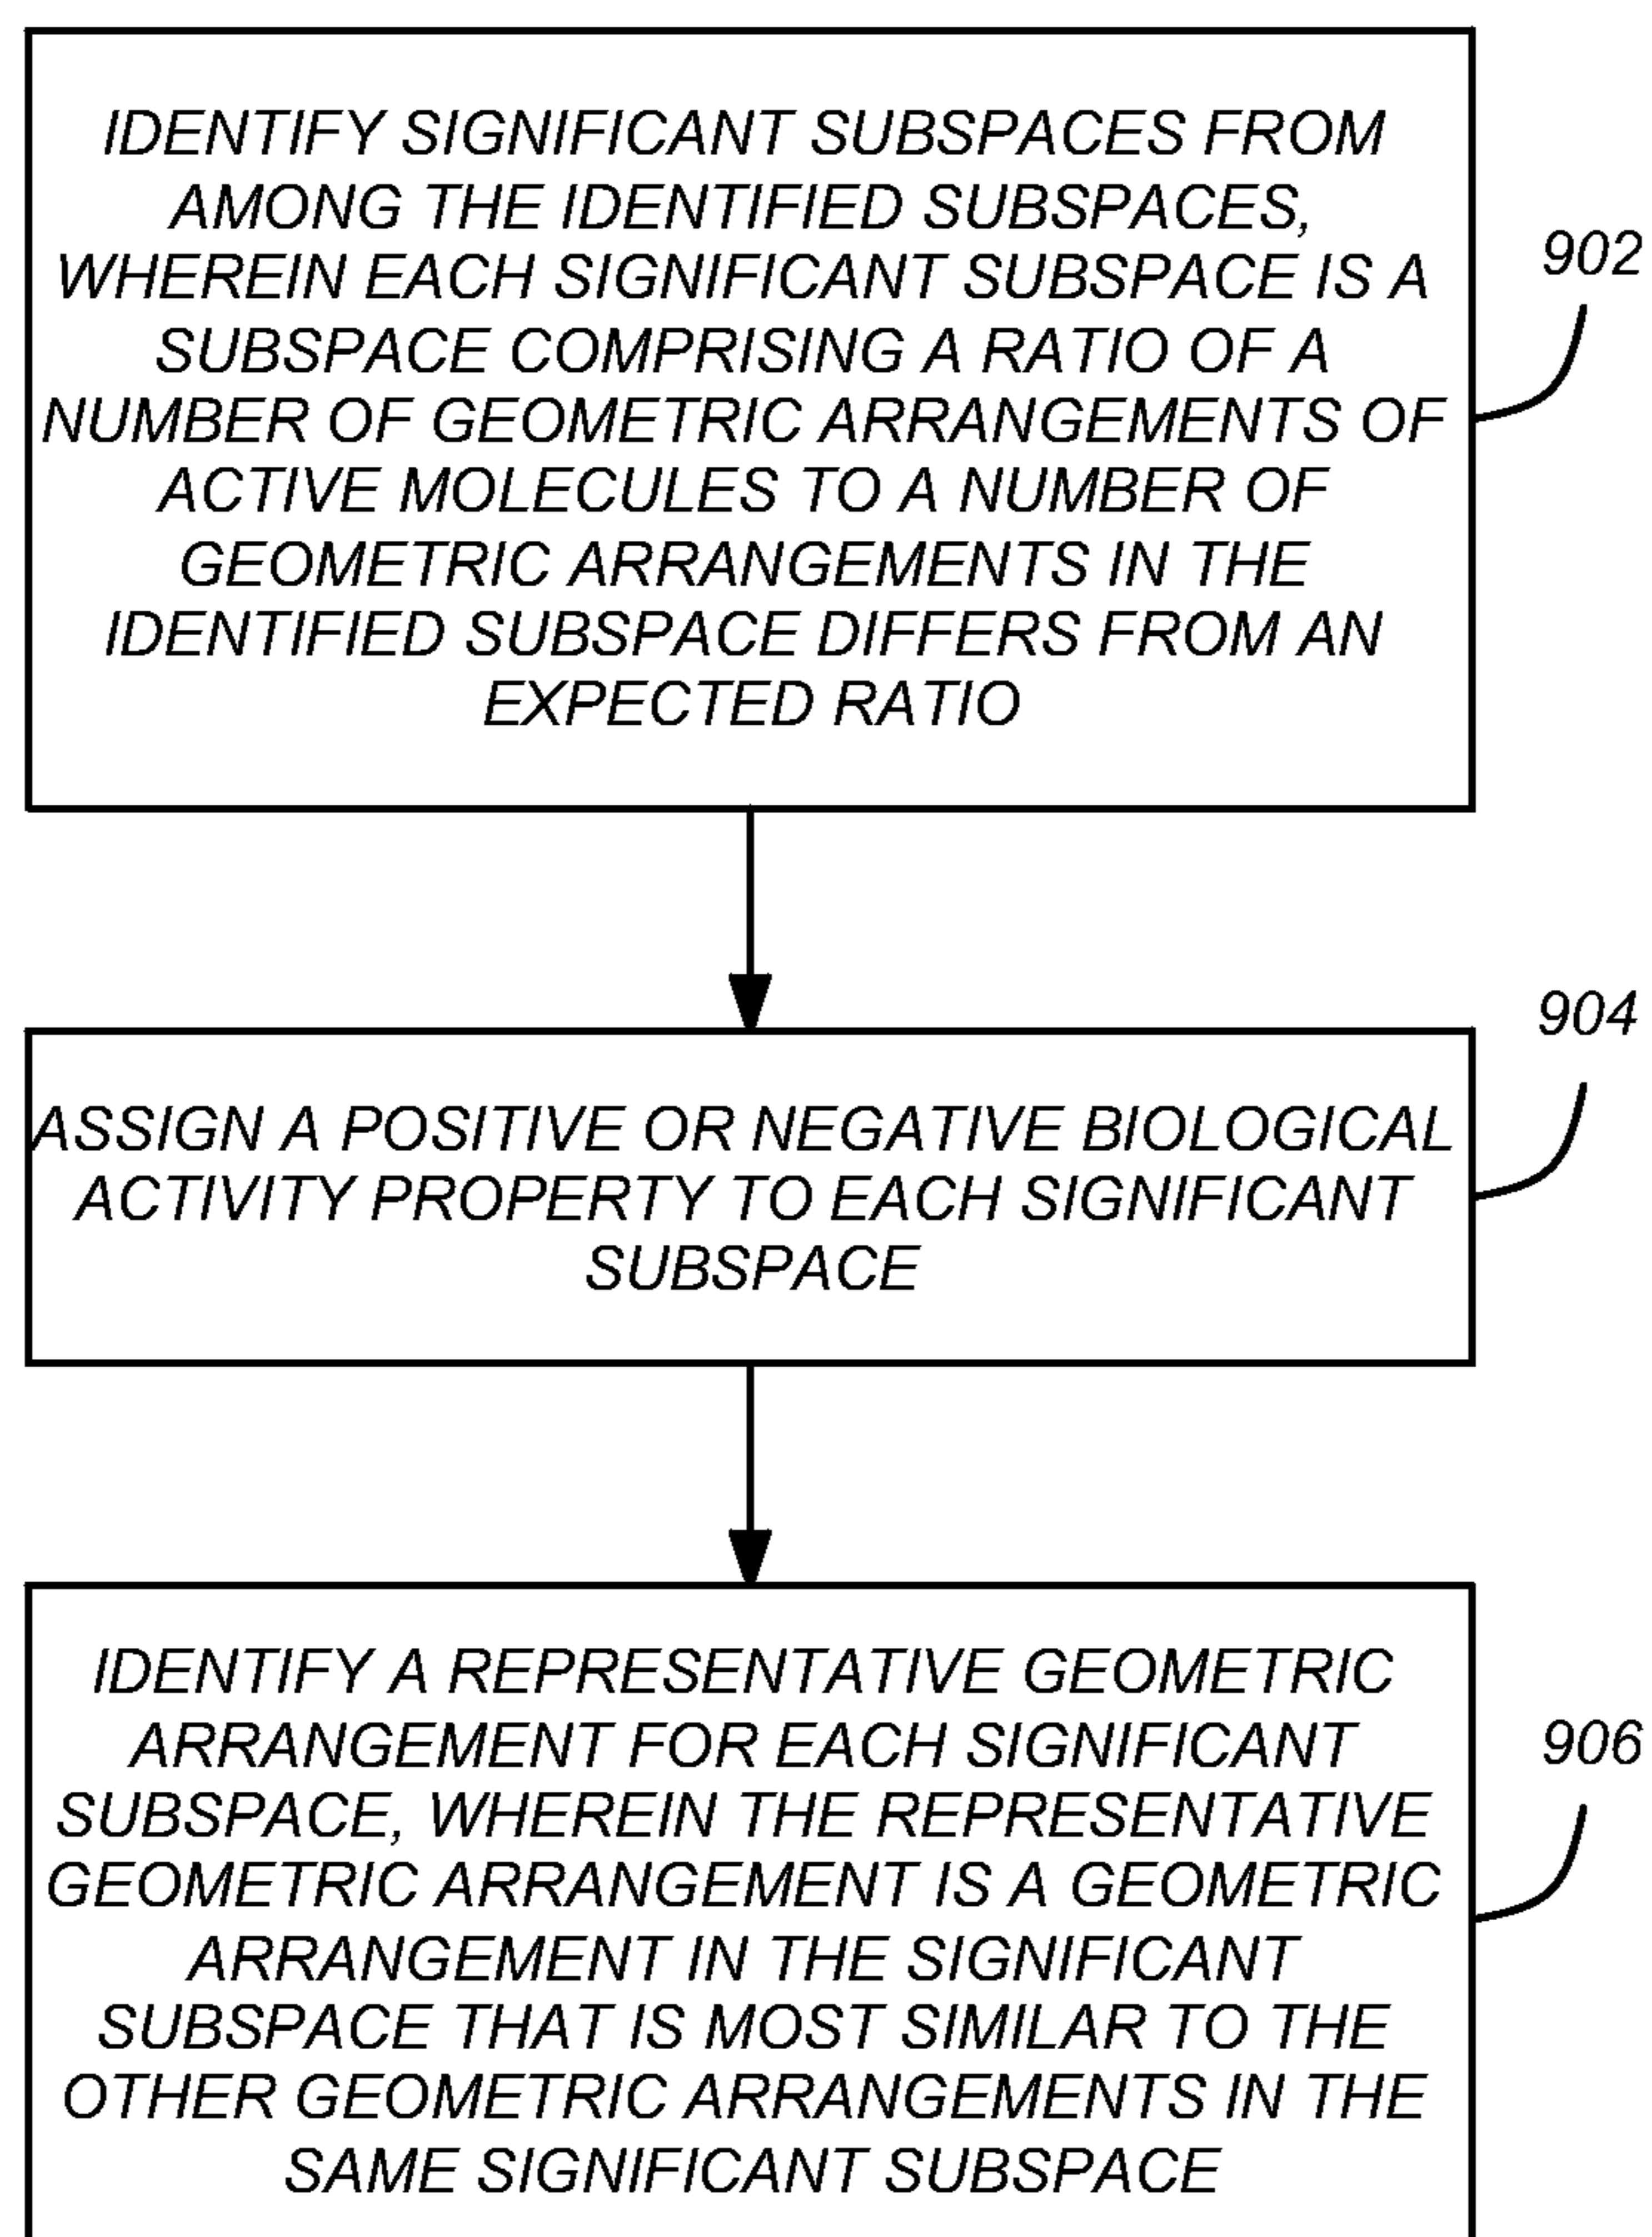 IDENTIFY SIGNIFICANT SUBSPACES FROM
AMONG THE IDENTIFIED SUBSPACES,
WHEREIN EACH SIGNIFICANT SUBSPACE IS A
SUBSPACE COMPRISING A RATIO OF A
NUMBER OF GEOMETRIC ARRANGEMENTS OF
ACTIVE MOLECULES TO A NUMBER OF
GEOMETRIC ARRANGEMENTS IN THE
IDENTIFIED SUBSPACE DIFFERS FROM AN
EXPECTED RATIO
902
ASSIGN A POSITIVE OR NEGATIVE BIOLOGICAL
ACTIVITY PROPERTY TO EACH SIGNIFICANT
SUBSPACE
904
IDENTIFY A REPRESENTATIVE GEOMETRIC
ARRANGEMENT FOR EACH SIGNIFICANT
SUBSPACE, WHEREIN THE REPRESENTATIVE
GEOMETRIC ARRANGEMENT IS A GEOMETRIC
ARRANGEMENT IN THE SIGNIFICANT
SUBSPACE THAT IS MOST SIMILAR TO THE
OTHER GEOMETRIC ARRANGEMENTS IN THE
SAME SIGNIFICANT SUBSPACE
906